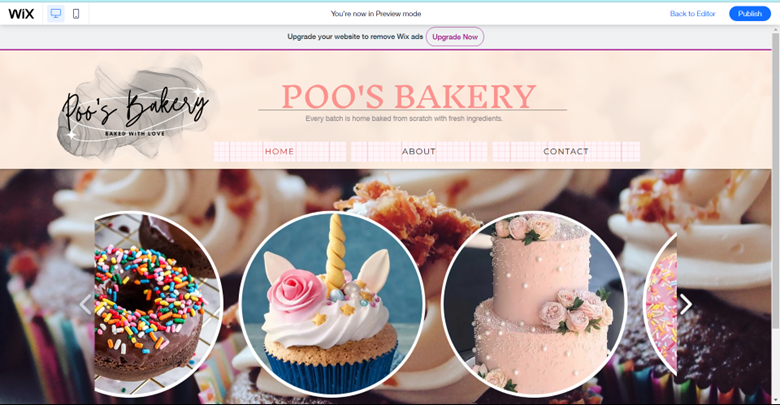 WiX
You're now in Preview mode
Back to Editor
Publish
Upgrade your website to remove Wix ads
Upgrade Now
Poo's Bakery
BAKED WITH LOVE
POO'S BAKERY
Every batch is home baked from scratch with fresh ingredients.
HOME
ABOUT
CONTACT